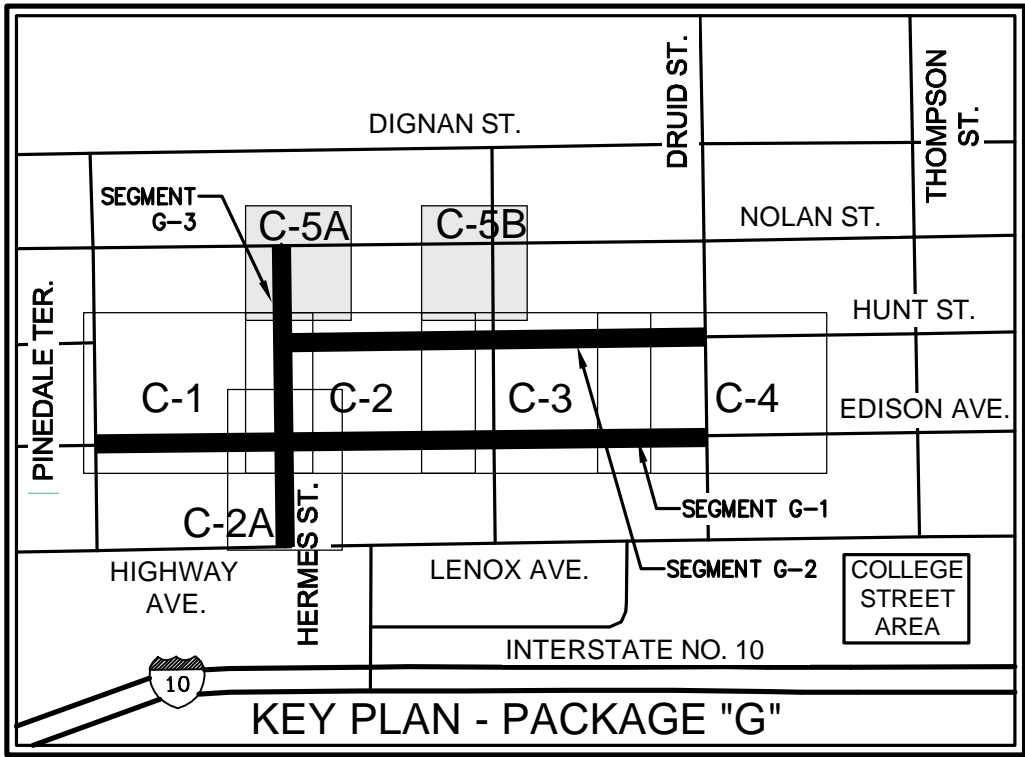 DRUID ST.
THOMPSON
ST.
DIGNAN ST.
SEGMENT
G-3
C-5A
C-5B
NOLAN ST.
PINEDALE TER.
HUNT ST.
C-1
C-2
C-3
C-4
EDISON AVE.
C-2A
HERMES ST.
SEGMENT G-1
HIGHWAY
AVE.
LENOX AVE.
SEGMENT G-2
COLLEGE
STREET
AREA
INTERSTATE NO. 10
10
KEY PLAN - PACKAGE "G"